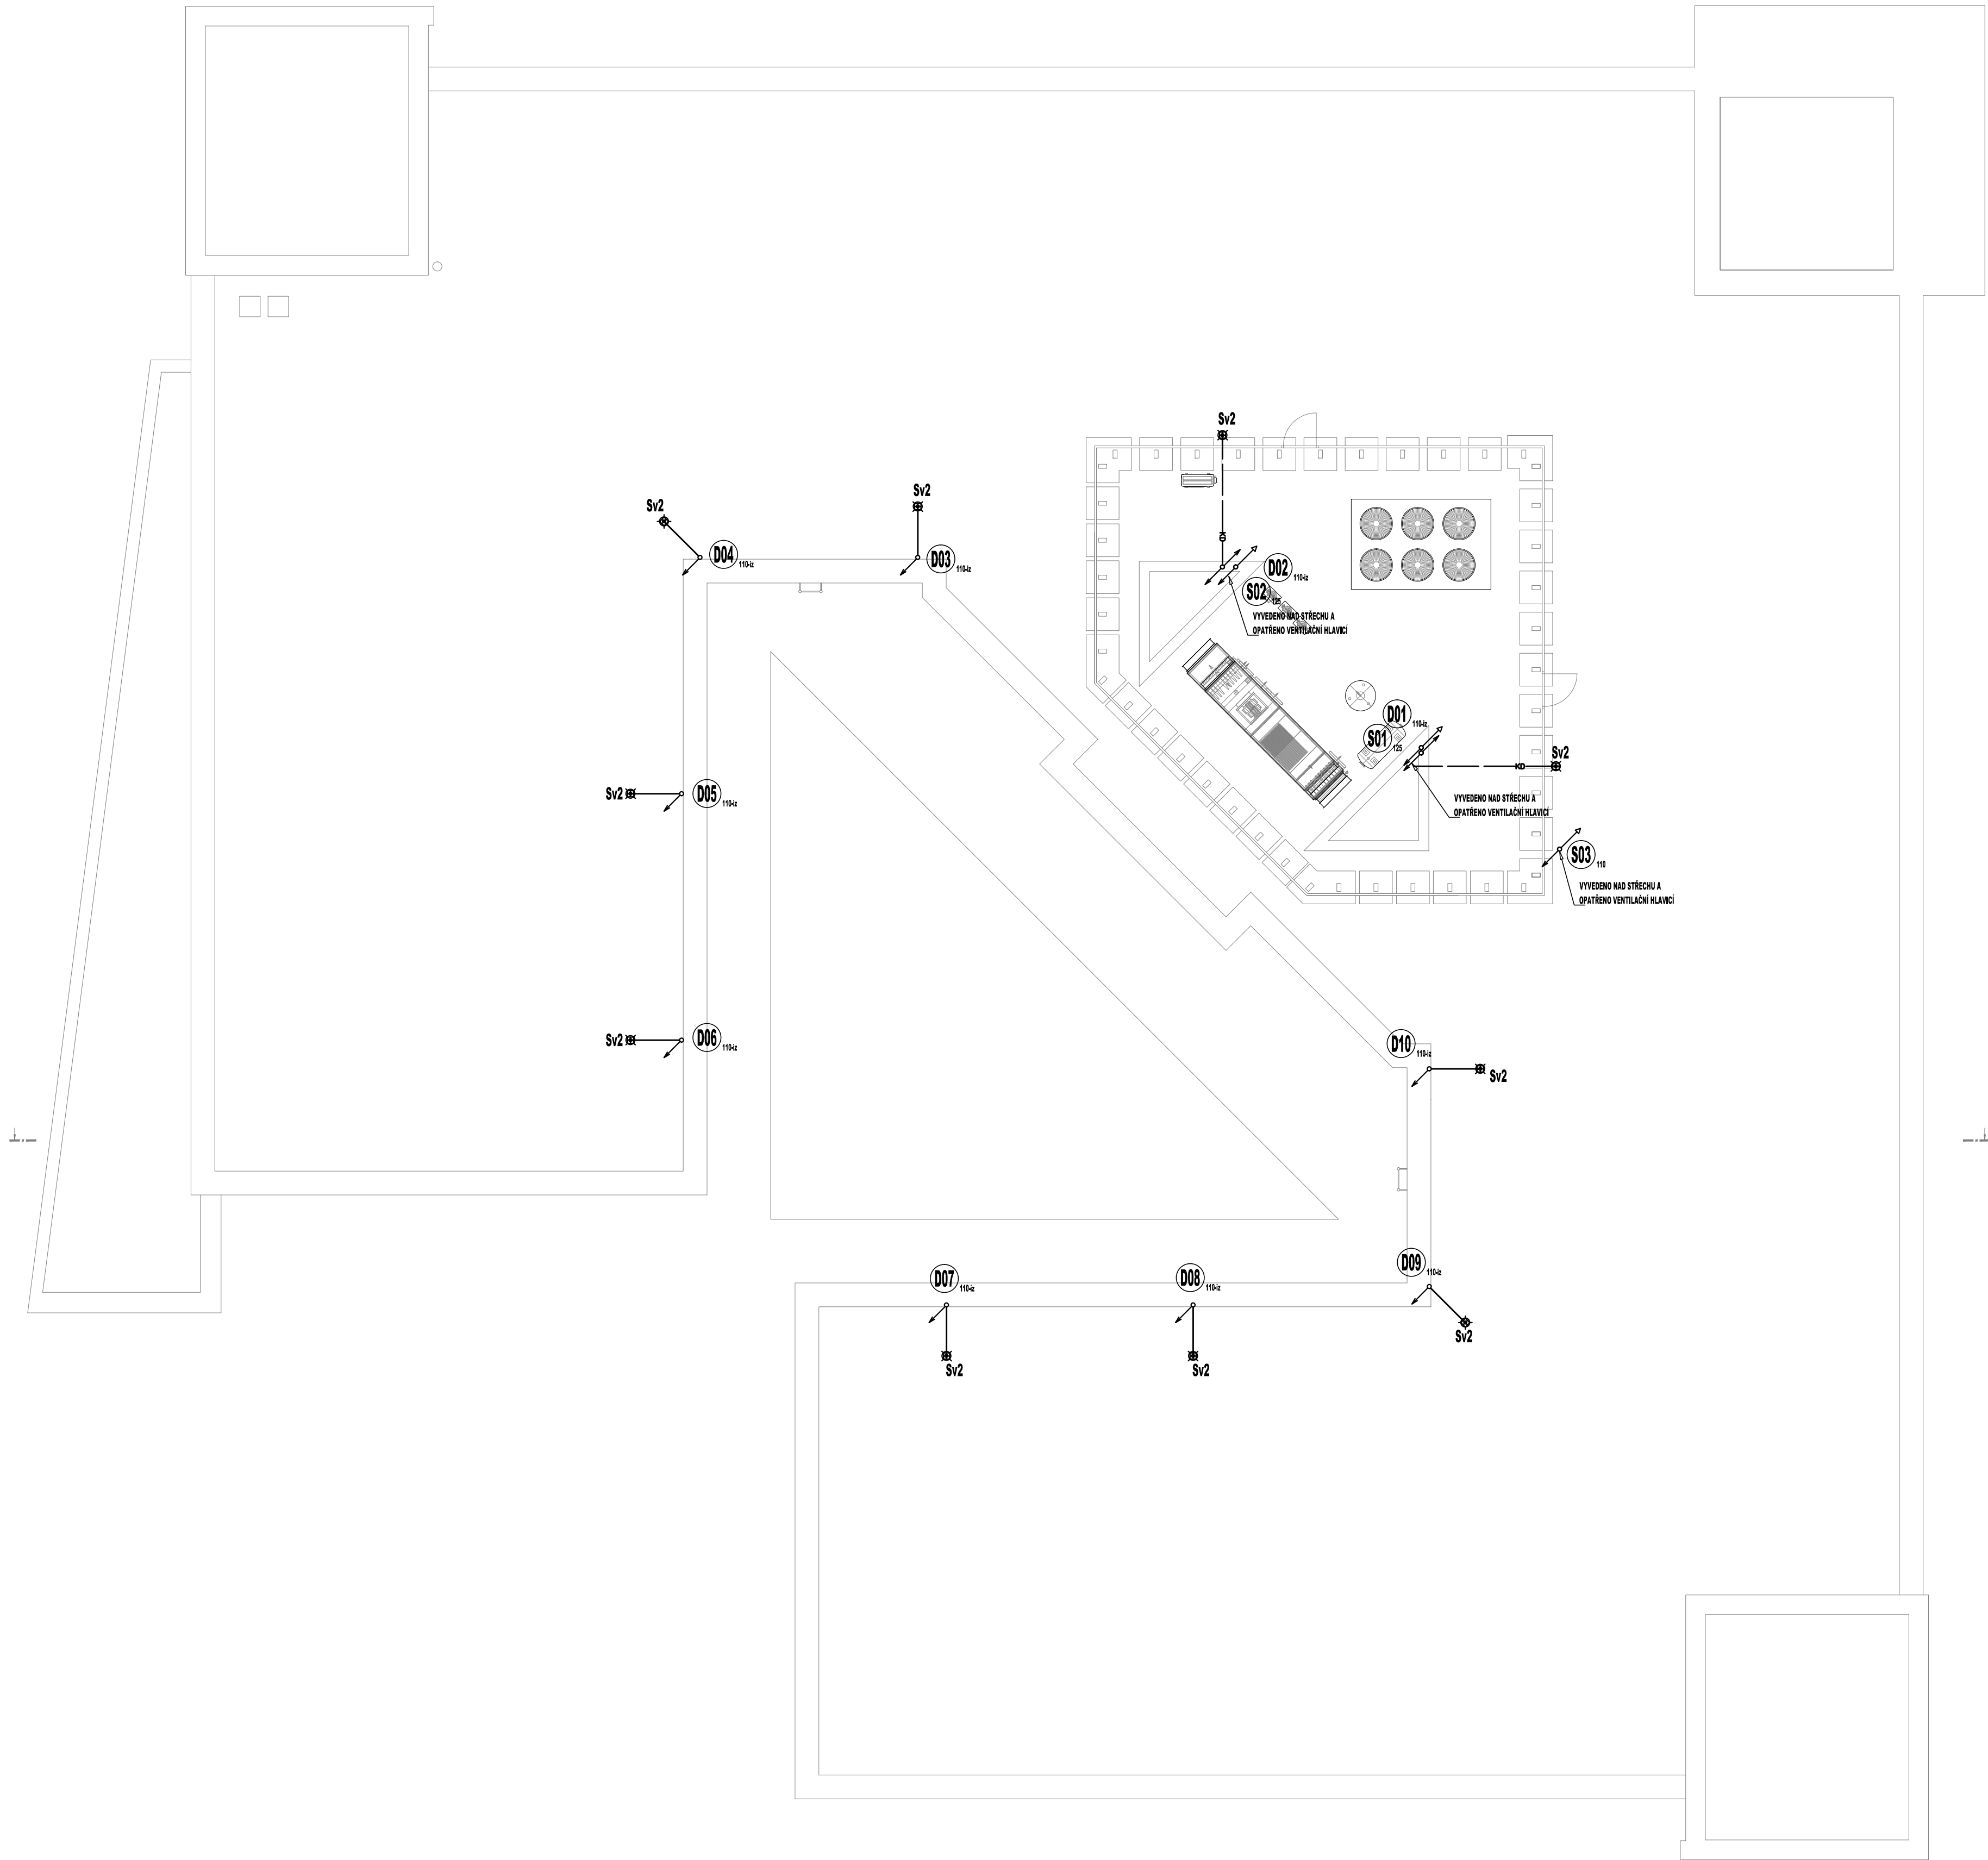 Sv2
Sv2
Sv2
D04
110-iz
D03
110-iz
D02
110-iz
S02
125
VYVEDENO NAD STŘECHU A
OPATŘENO VENTILAČNÍ HLAVICÍ
KO
D01
110-iz
S01
125
KO
Sv2
Sv2
D05
110-iz
VYVEDENO NAD STŘECHU A
OPATŘENO VENTILAČNÍ HLAVICÍ
S03
110
VYVEDENO NAD STŘECHU A
OPATŘENO VENTILAČNÍ HLAVICÍ
Sv2
D06
110-iz
D10
110-iz
Sv2
D07
110-iz
D08
110-iz
D09
110-iz
Sv2
Sv2
Sv2